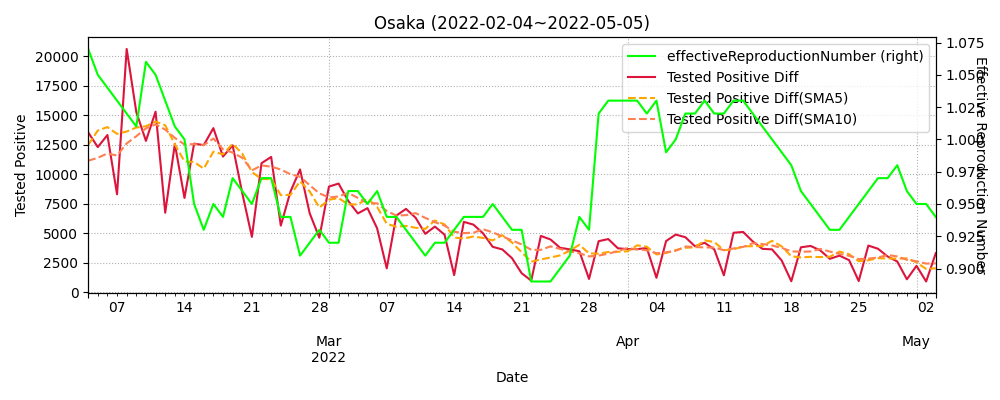 Osaka (2022-02-04~2022-05-05)
effectiveReproductionNumber (right)
Tested Positive Diff
Tested Positive Diff(SMA5)
Tested Positive Diff(SMA10)
Tested Positive
20000
17500
15000
12500
10000
7500
5000
2500
0
1.075
1.050
1.025
1.000
0.975
0.950
0.925
0.900
Effective Reproduction Number
07 14 21 28 07 14 21 28 04 11 18 25 02
Mar Apr May
2022
Date